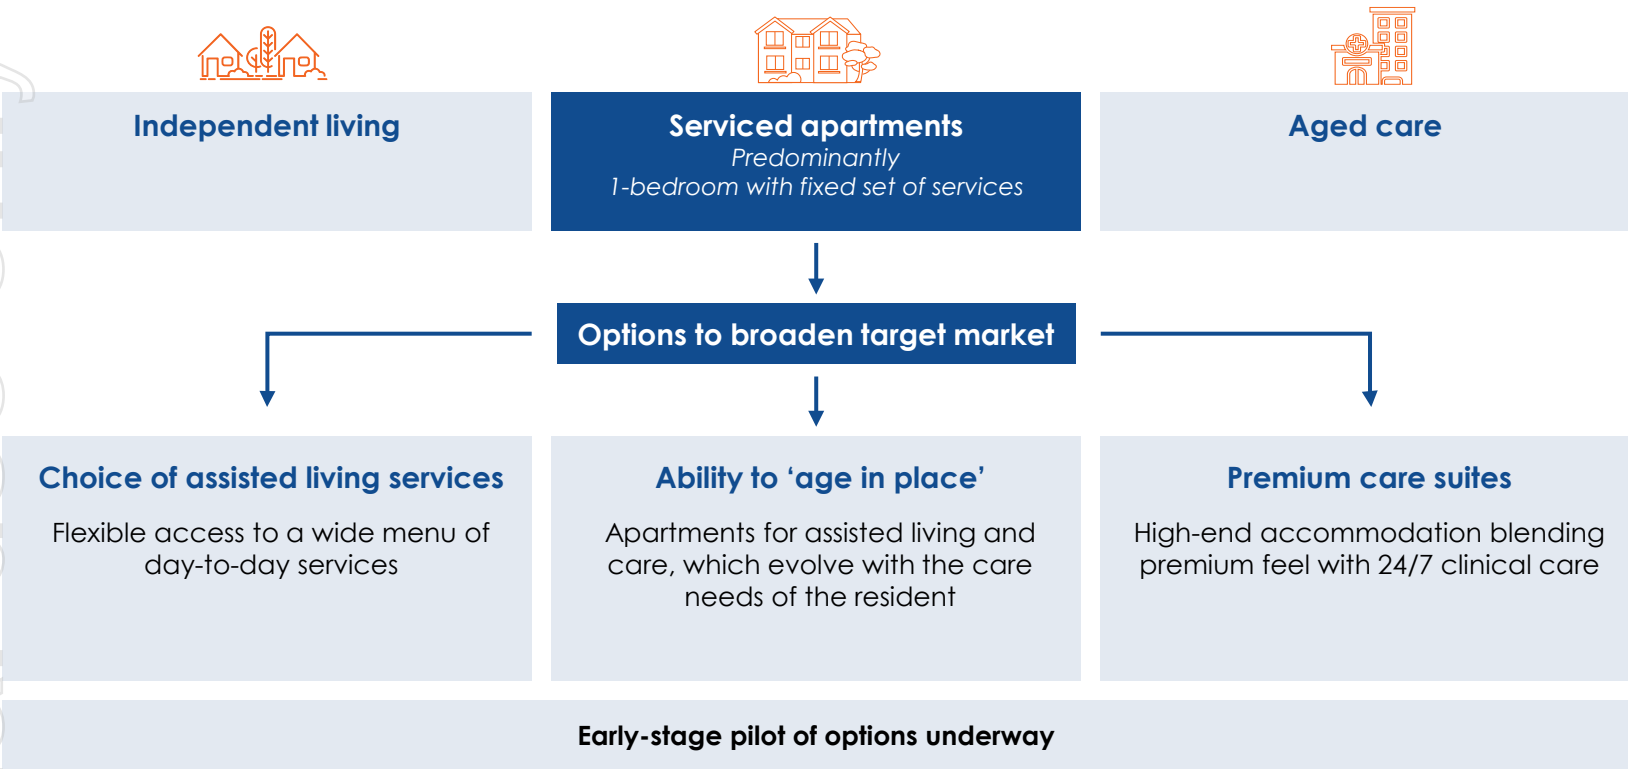 Independent living
Serviced apartments
Predominantly
1-bedroom with fixed set of services
Aged care
Options to broaden target market
Choice of assisted living services
Flexible access to a wide menu of
day-to-day services
Ability to ‘age in place’
Apartments for assisted living and
care, which evolve with the care
needs of the resident
Premium care suites
High-end accommodation blending
premium feel with 24/7 clinical care
Early-stage pilot of options underway